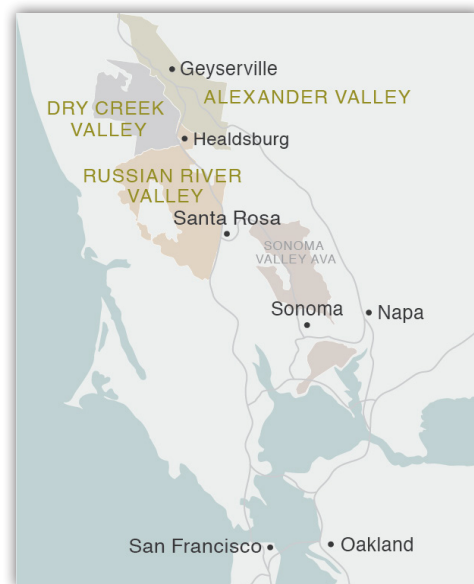 Geyserville
ALEXANDER VALLEY
DRY CREEK
VALLEY
Healdsburg
RUSSIAN RIVER
VALLEY
Santa Rosa
SONOMA
VALLEY AVA
Sonoma
Napa
San Francisco
Oakland